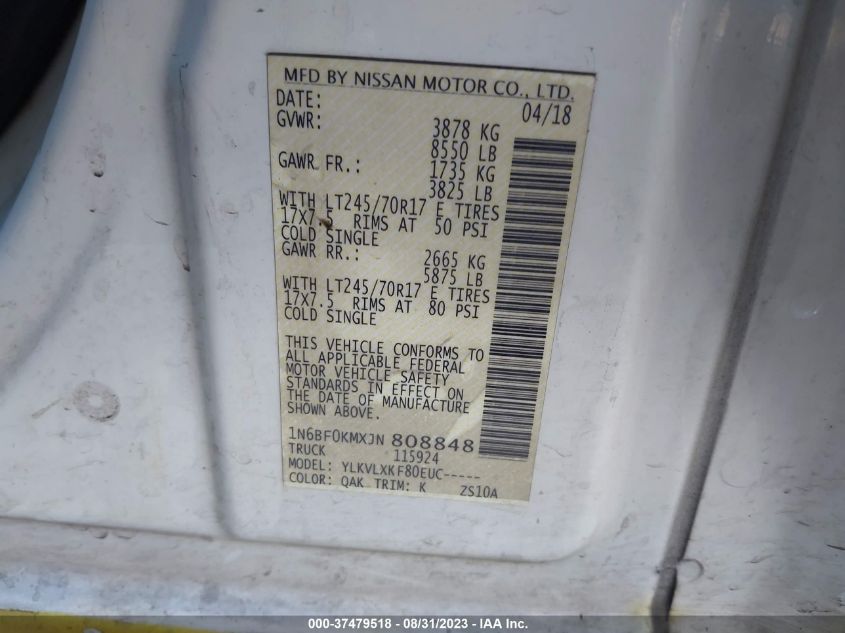 MFD BY NISSAN MOTOR CO., LTD.
DATE: 04/18
GVWR: 3878 KG
8550 LB
GAWR FR.: 1735 KG
3825 LB
WITH LT245/70R17 E TIRES
17X7.5 RIMS AT 50 PSI
COLD SINGLE
GAWR RR.: 2665 KG
5875 LB
WITH LT245/70R17 E TIRES
17X7.5 RIMS AT 80 PSI
COLD SINGLE
THIS VEHICLE CONFORMS TO
ALL APPLICABLE FEDERAL
MOTOR VEHICLE SAFETY
STANDARDS IN EFFECT ON
THE DATE OF MANUFACTURE
SHOWN ABOVE.
1N6BF0KMXJN 808848
TRUCK 115924
MODEL: YLKVLXKF80EUC-----
COLOR: QAK TRIM: K ZS10A
000-37479518 - 08/31/2023 - IAA Inc.